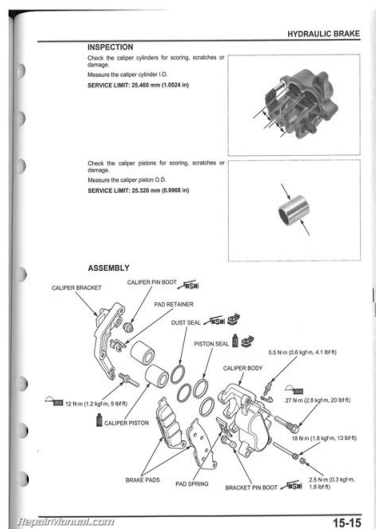 HYDRAULIC BRAKE
INSPECTION
Check the caliper cylinders for scoring, scratches or
damage.
Measure the caliper cylinder I.D.
SERVICE LIMIT: 25.460 mm (1.0024 in)
Check the caliper pistons for scoring, scratches or
damage.
Measure the caliper piston O.D.
SERVICE LIMIT: 25.320 mm (0.9968 in)
ASSEMBLY
CALIPER BRACKET
CALIPER PIN BOOT
PAD RETAINER
DUST SEAL
PISTON SEAL
5.5 N·m (0.6 kgf·m, 4.1 lbf·ft)
CALIPER BODY
12 N·m (1.2 kgf·m, 9 lbf·ft)
27 N·m (2.8 kgf·m, 20 lbf·ft)
CALIPER PISTON
18 N·m (1.8 kgf·m, 13 lbf·ft)
BRAKE PADS
PAD SPRING
BRACKET PIN BOOT
2.5 N·m (0.3 kgf·m,
1.8 lbf·ft)
RepairManual.com
15-15